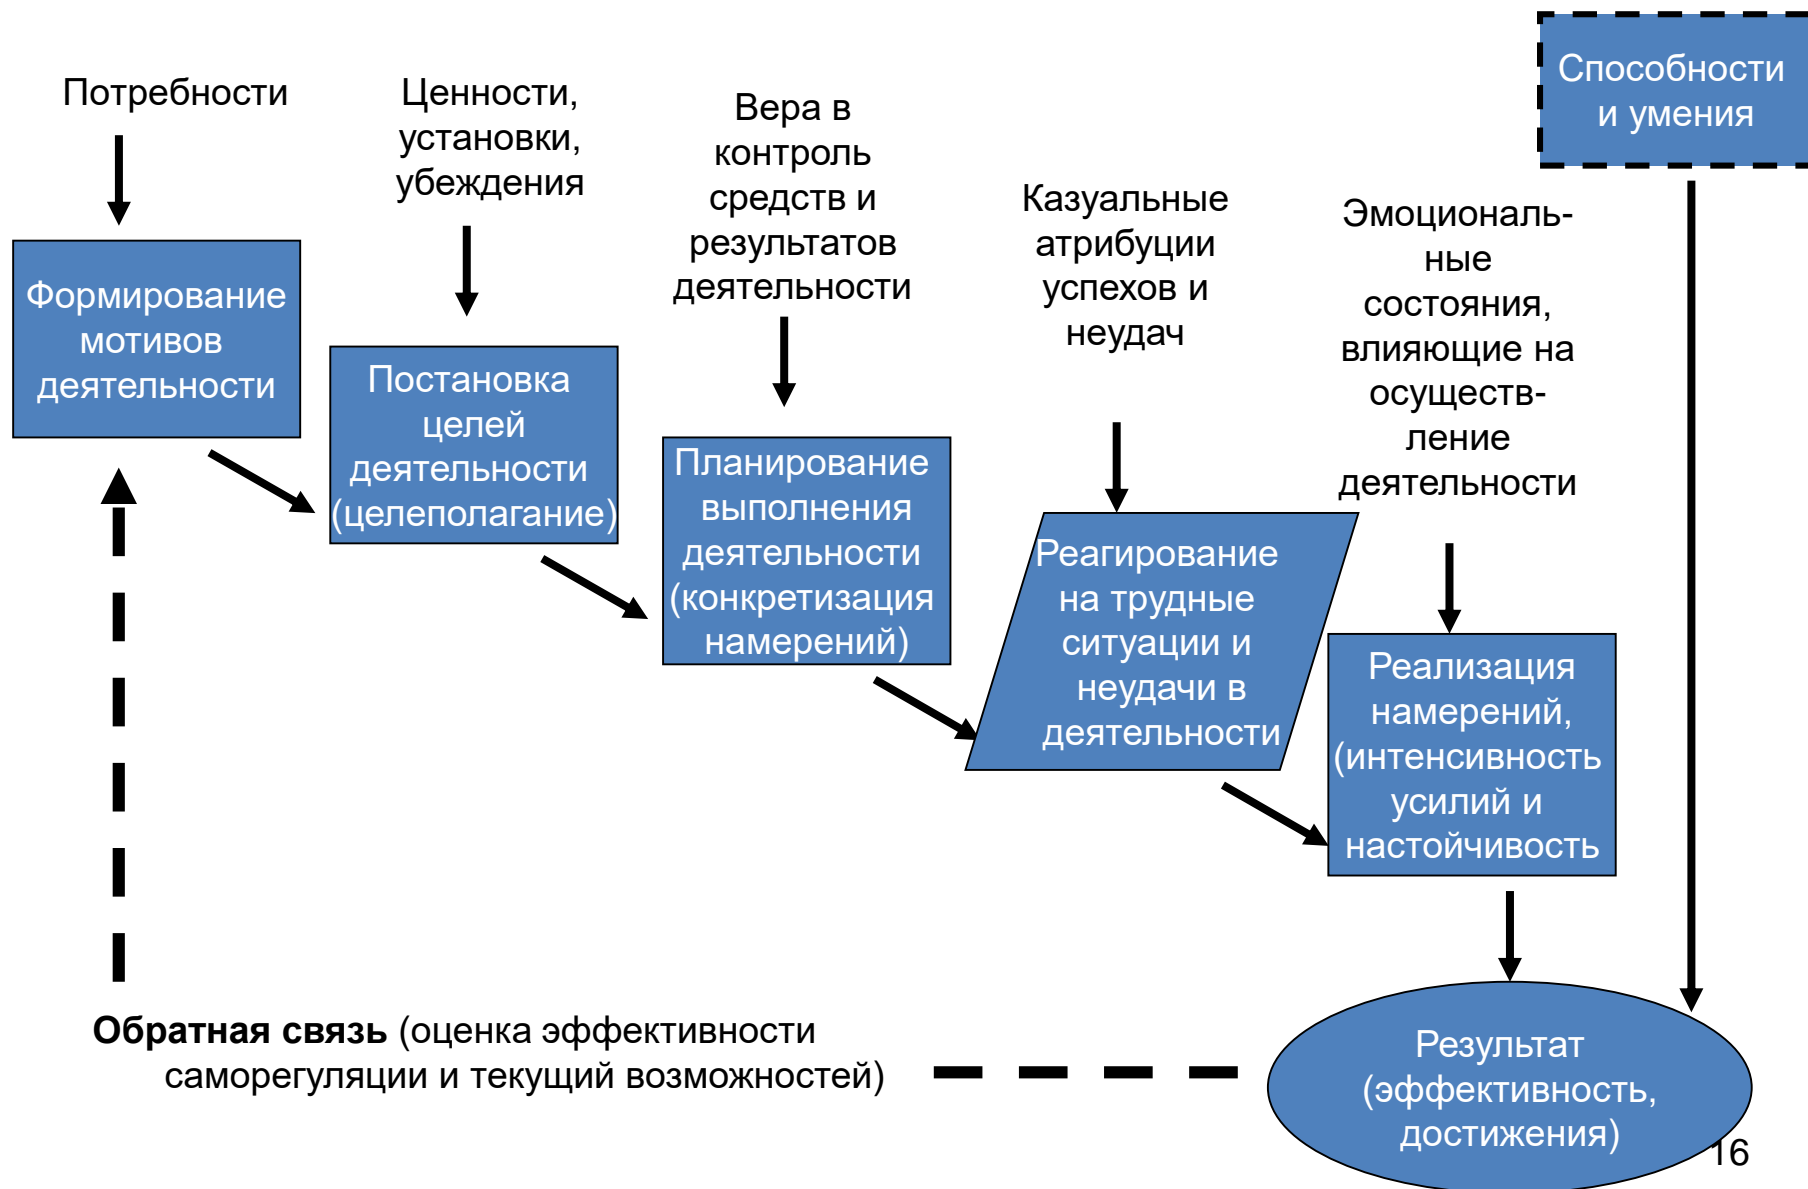 Способности
и умения
Потребности
Ценности,
установки,
убеждения
Вера в
контроль
средств и
результатов
деятельности
Казуальные
атрибуции
успехов и
неудач
Эмоциональ-
ные
состояния,
влияющие на
осуществ-
ление
деятельности
Формирование
мотивов
деятельности
Постановка
целей
деятельности
(целеполагание)
Планирование
выполнения
деятельности
(конкретизация
намерений)
Реагирование
на трудные
ситуации и
неудачи в
деятельности
Реализация
намерений,
(интенсивность
усилий и
настойчивость
Обратная связь (оценка эффективности
саморегуляции и текущий возможностей)
Результат
(эффективность,
достижения)
16